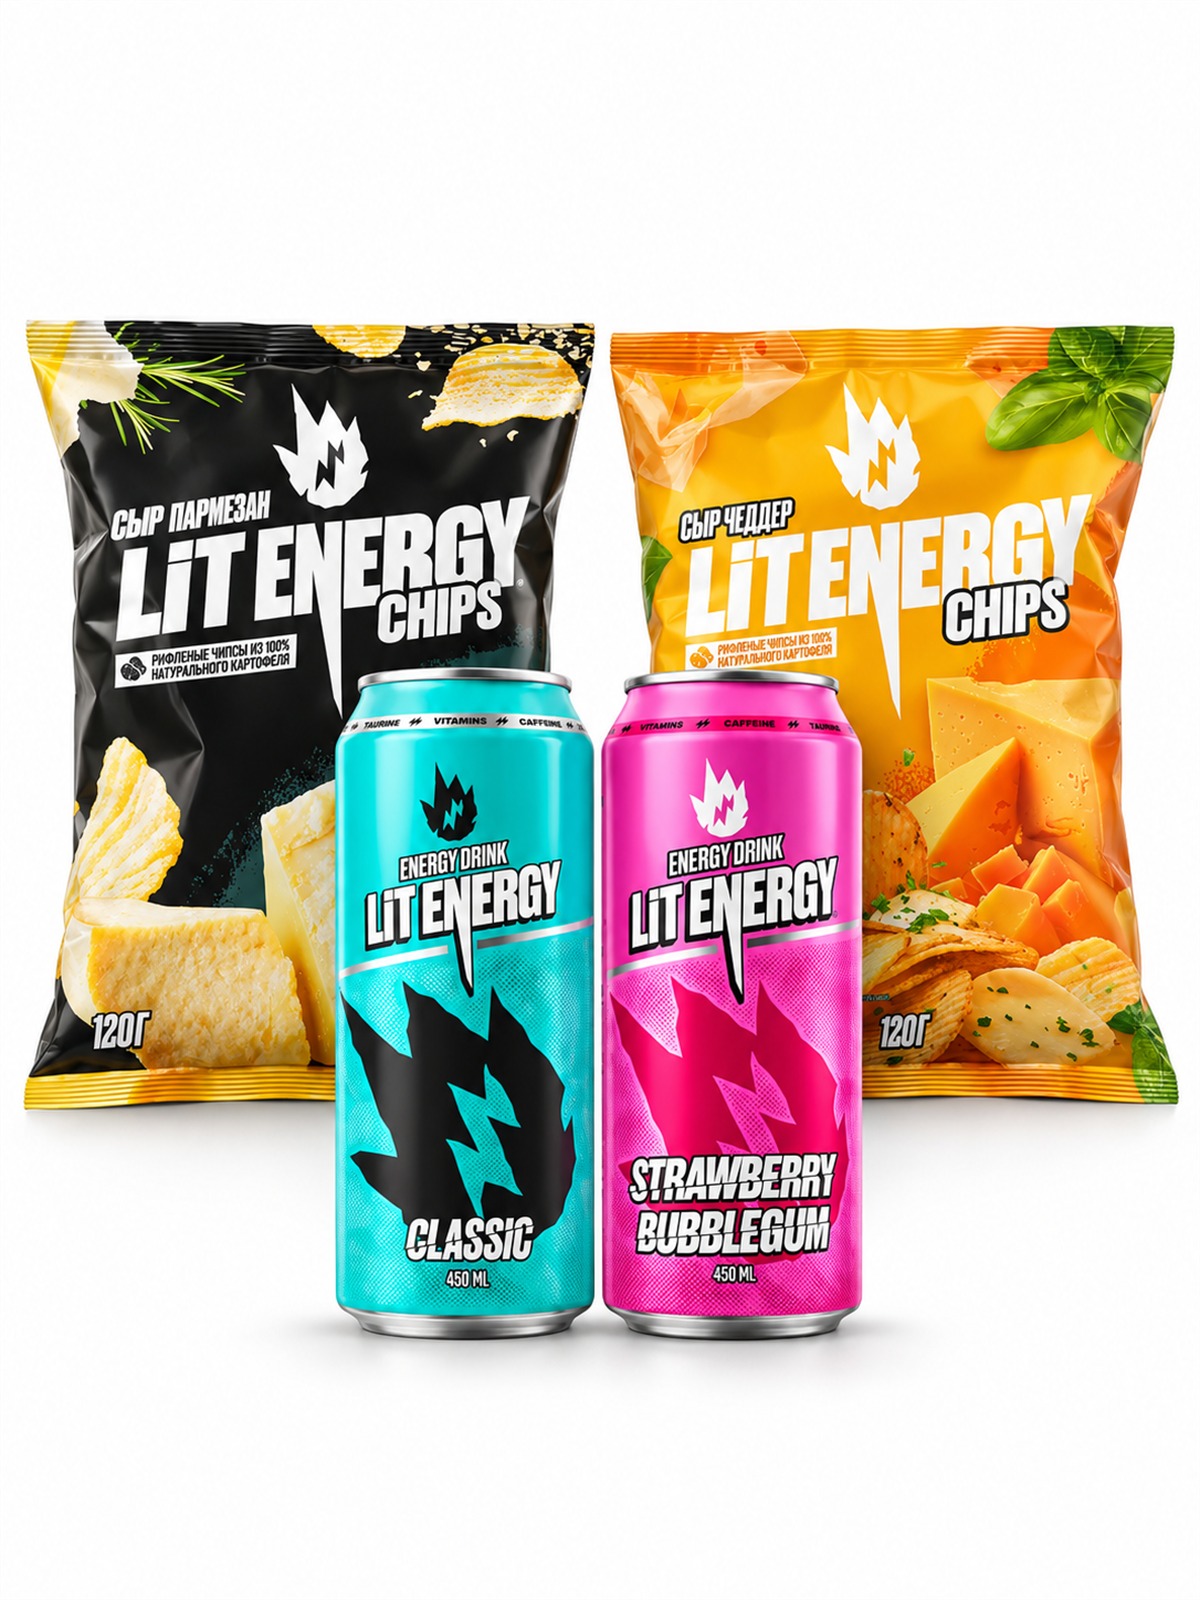 СЫР ПАРМЕЗАН
LiT ENERGY
CHIPS
РИФЛЕНЫЕ ЧИПСЫ ИЗ 100%
НАТУРАЛЬНОГО КАРТОФЕЛЯ
120Г
СЫР ЧЕДДЕР
LiT ENERGY
CHIPS
РИФЛЕНЫЕ ЧИПСЫ ИЗ 100%
НАТУРАЛЬНОГО КАРТОФЕЛЯ
120Г
TAURINE VITAMINS CAFFEINE
ENERGY DRINK
LiT ENERGY
CLASSIC
450 ML
VITAMINS CAFFEINE TAURINE
ENERGY DRINK
LiT ENERGY
STRAWBERRY
BUBBLEGUM
450 ML